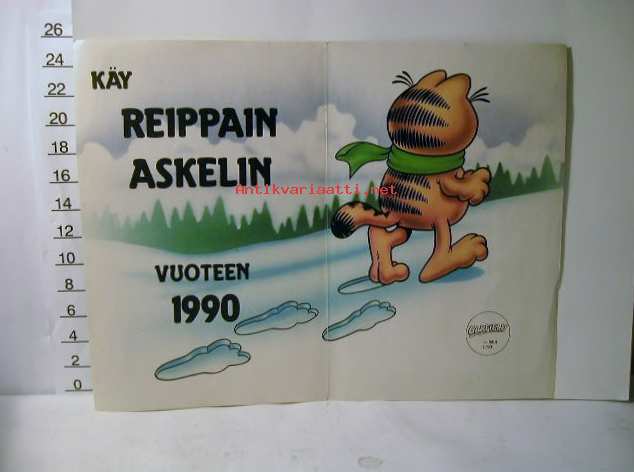 26
24
22
20
18
16
14
12
10
8
6
4
2
0
KÄY
REIPPAIN
ASKELIN
Antikvariaatti.net
VUOTEEN
1990
GARFIELD